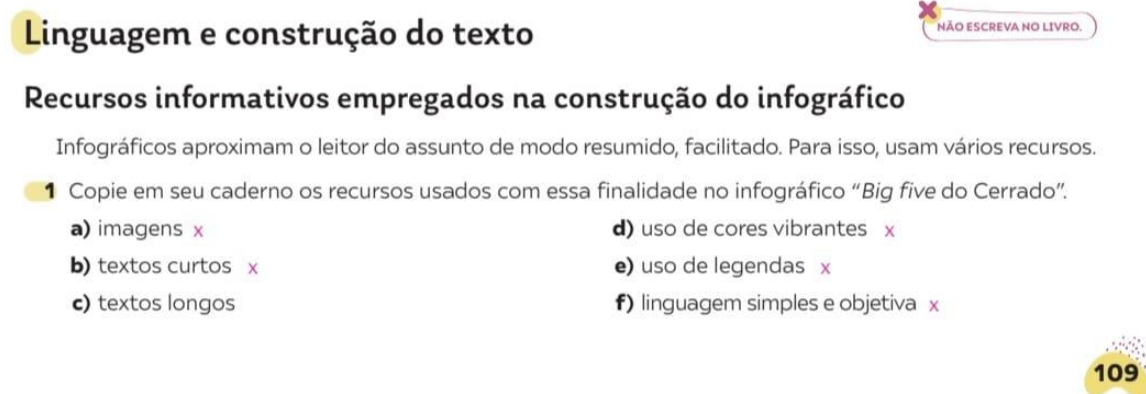 Linguagem e construção do texto
NÃO ESCREVA NO LIVRO.
Recursos informativos empregados na construção do infográfico
Infográficos aproximam o leitor do assunto de modo resumido, facilitado. Para isso, usam vários recursos.
1 Copie em seu caderno os recursos usados com essa finalidade no infográfico “Big five do Cerrado”.
a) imagens x
b) textos curtos x
c) textos longos
d) uso de cores vibrantes x
e) uso de legendas x
f) linguagem simples e objetiva x
109